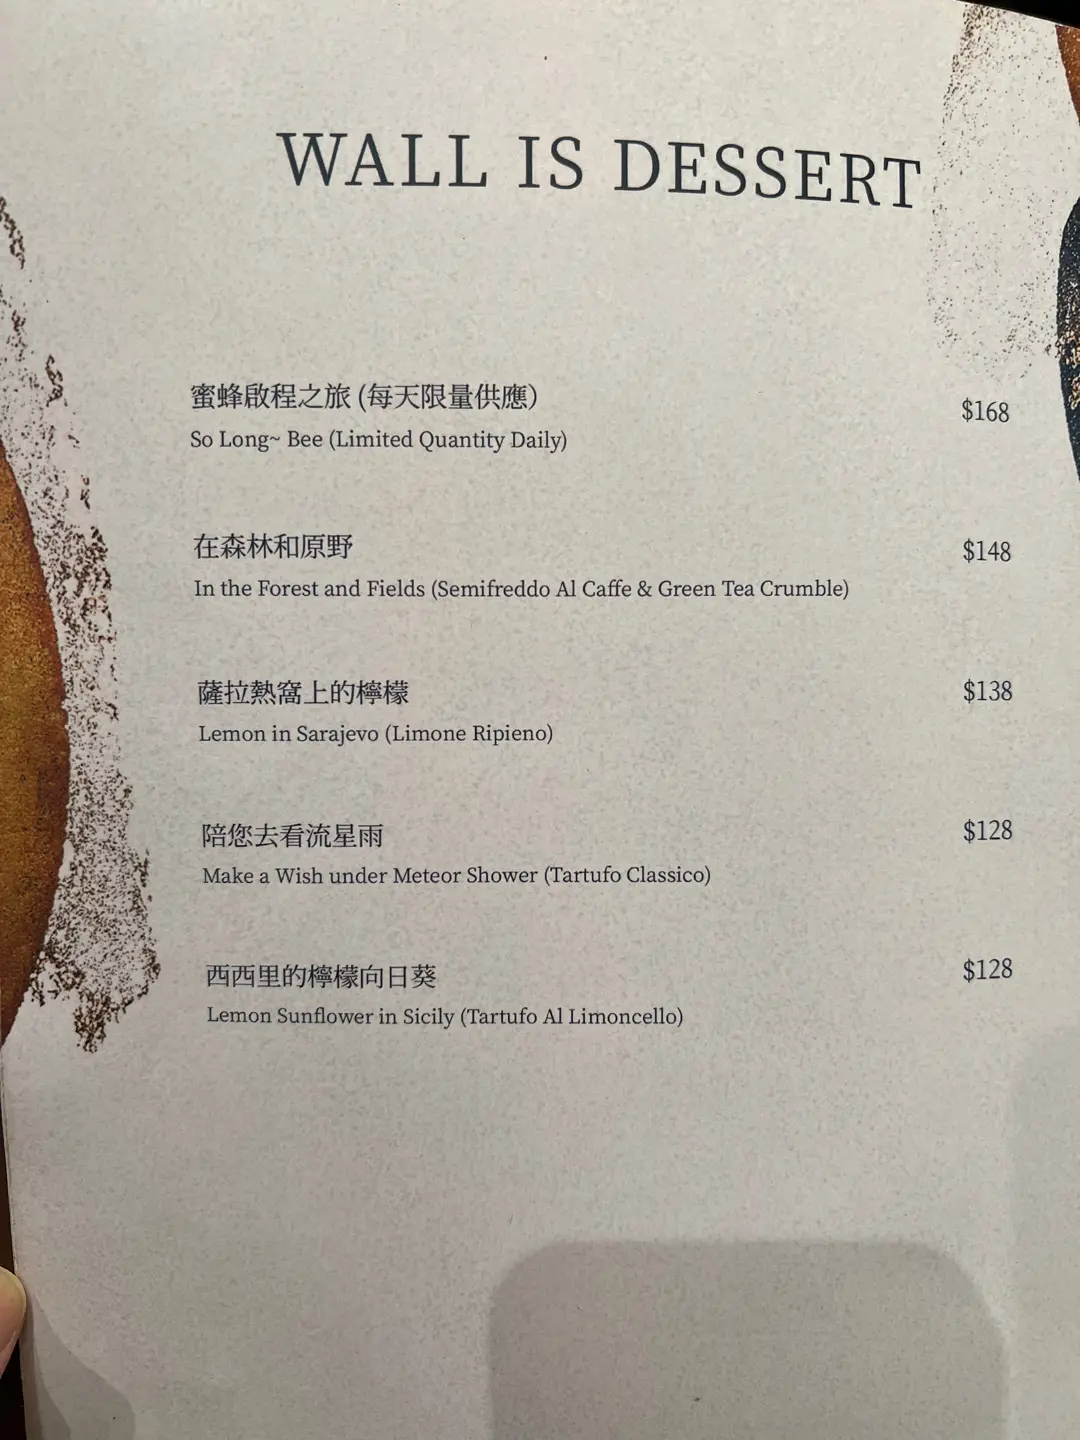 WALL IS DESSERT
蜜蜂啟程之旅 (每天限量供應)
$168
So Long~ Bee (Limited Quantity Daily)
在森林和原野
$148
In the Forest and Fields (Semifreddo Al Caffe & Green Tea Crumble)
薩拉熱窩上的檸檬
$138
Lemon in Sarajevo (Limone Ripieno)
陪您去看流星雨
$128
Make a Wish under Meteor Shower (Tartufo Classico)
西西里的檸檬向日葵
$128
Lemon Sunflower in Sicily (Tartufo Al Limoncello)